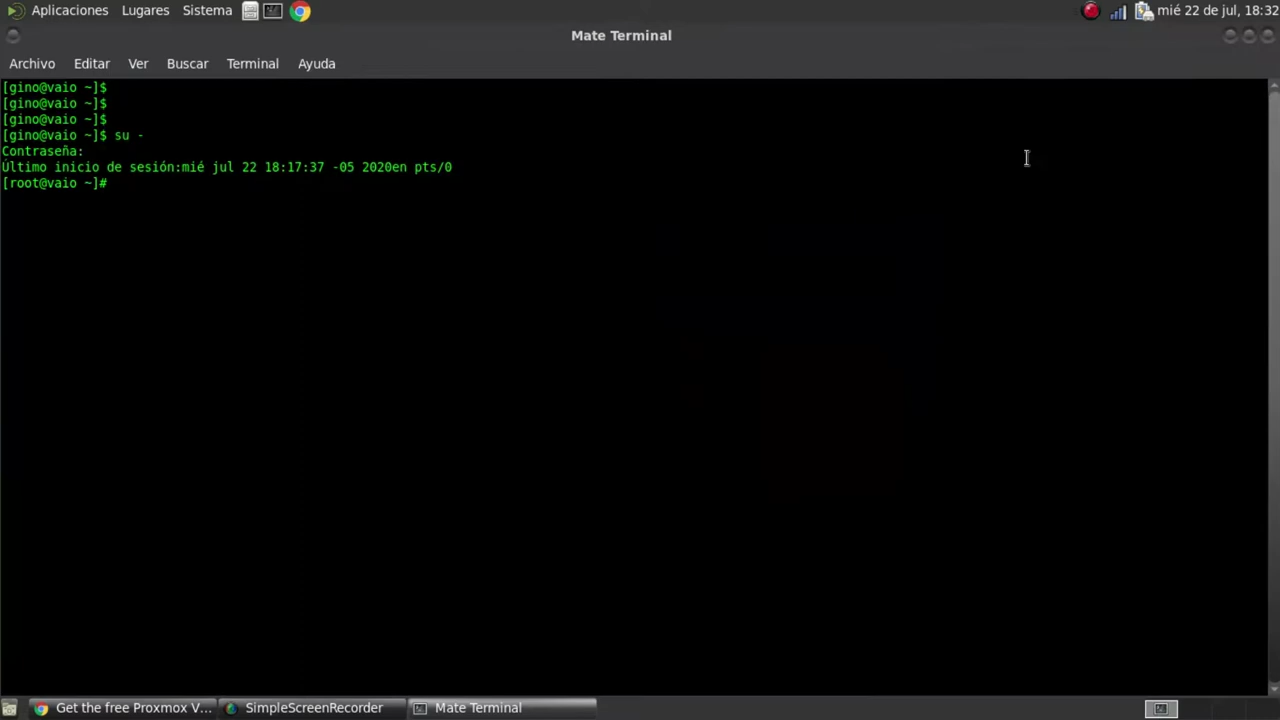 Aplicaciones Lugares Sistema mié 22 de jul, 18:32
Mate Terminal
Archivo Editar Ver Buscar Terminal Ayuda
[gino@vaio ~]$
[gino@vaio ~]$
[gino@vaio ~]$
[gino@vaio ~]$ su -
Contraseña:
Último inicio de sesión:mié jul 22 18:17:37 -05 2020en pts/0
[root@vaio ~]#
Get the free Proxmox V... SimpleScreenRecorder Mate Terminal